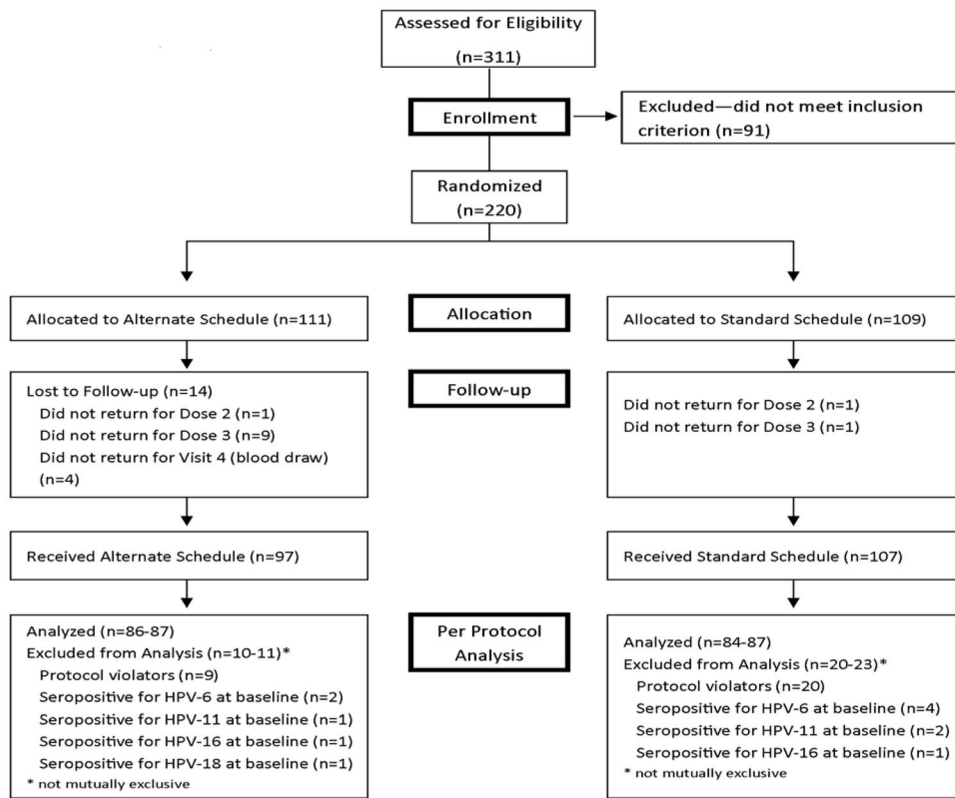 Assessed for Eligibility
(n=311)
Enrollment
Excluded—did not meet inclusion
criterion (n=91)
Randomized
(n=220)
Allocated to Alternate Schedule (n=111)
Allocation
Allocated to Standard Schedule (n=109)
Lost to Follow-up (n=14)
Did not return for Dose 2 (n=1)
Did not return for Dose 3 (n=9)
Did not return for Visit 4 (blood draw)
(n=4)
Follow-up
Did not return for Dose 2 (n=1)
Did not return for Dose 3 (n=1)
Received Alternate Schedule (n=97)
Received Standard Schedule (n=107)
Analyzed (n=86-87)
Excluded from Analysis (n=10-11)*
Protocol violators (n=9)
Seropositive for HPV-6 at baseline (n=2)
Seropositive for HPV-11 at baseline (n=1)
Seropositive for HPV-16 at baseline (n=1)
Seropositive for HPV-18 at baseline (n=1)
* not mutually exclusive
Per Protocol
Analysis
Analyzed (n=84-87)
Excluded from Analysis (n=20-23)*
Protocol violators (n=20)
Seropositive for HPV-6 at baseline (n=4)
Seropositive for HPV-11 at baseline (n=2)
Seropositive for HPV-16 at baseline (n=1)
* not mutually exclusive